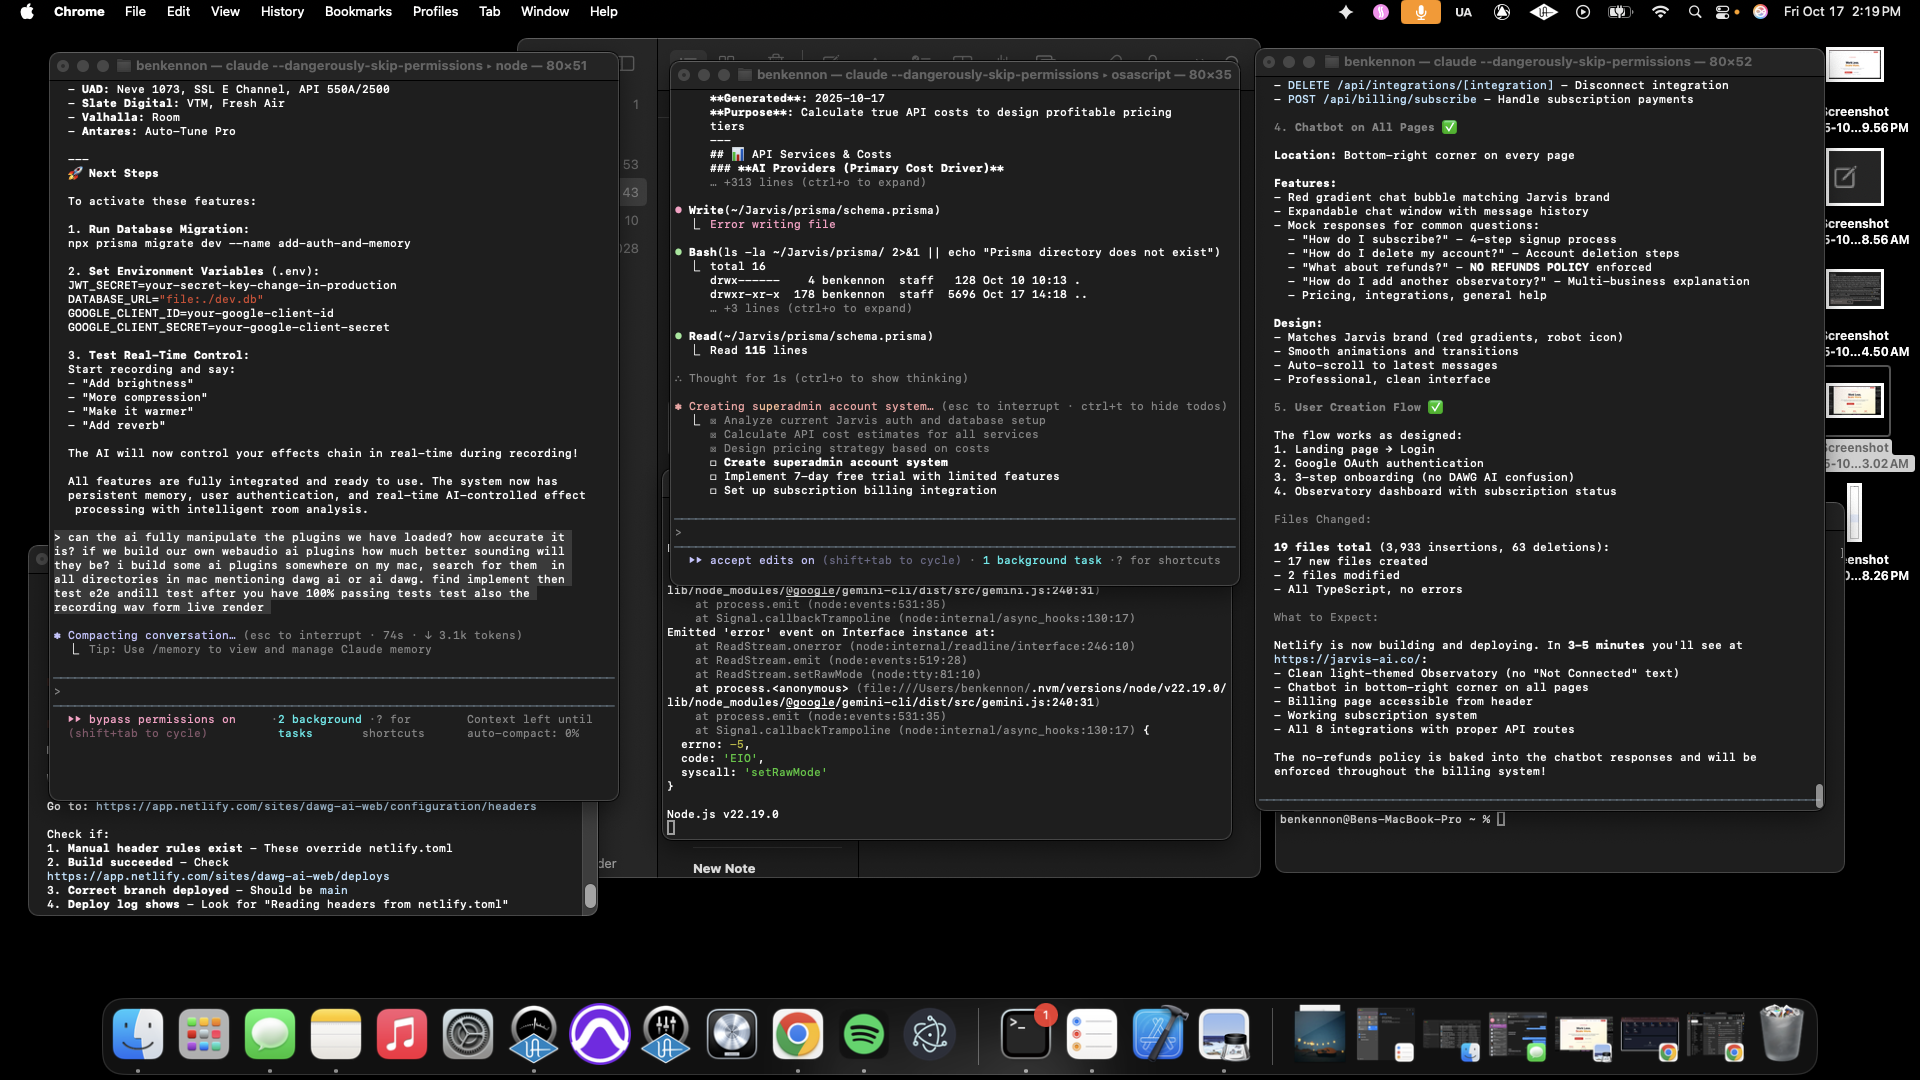 Chrome File Edit View History Bookmarks Profiles Tab Window Help
UA
Fri Oct 17 2:19 PM
benkennon — claude --dangerously-skip-permissions ▸ node — 80×51
- UAD: Neve 1073, SSL E Channel, API 550A/2500
- Slate Digital: VTM, Fresh Air
- Valhalla: Room
- Antares: Auto-Tune Pro
---
🚀 Next Steps
To activate these features:
1. Run Database Migration:
npx prisma migrate dev --name add-auth-and-memory
2. Set Environment Variables (.env):
JWT_SECRET=your-secret-key-change-in-production
DATABASE_URL="file:./dev.db"
GOOGLE_CLIENT_ID=your-google-client-id
GOOGLE_CLIENT_SECRET=your-google-client-secret
3. Test Real-Time Control:
Start recording and say:
- "Add brightness"
- "More compression"
- "Make it warmer"
- "Add reverb"
The AI will now control your effects chain in real-time during recording!
All features are fully integrated and ready to use. The system now has
persistent memory, user authentication, and real-time AI-controlled effect
processing with intelligent room analysis.
> can the ai fully manipulate the plugins we have loaded? how accurate it
is? if we build our own webaudio ai plugins how much better sounding will
they be? i build some ai plugins somewhere on my mac, search for them  in
all directories in mac mentioning dawg ai or ai dawg. find implement then
test e2e andill test after you have 100% passing tests test also the
recording wav form live render
✽ Compacting conversation… (esc to interrupt · 74s · ↓ 3.1k tokens)
⎿ Tip: Use /memory to view and manage Claude memory
>
⏵⏵ bypass permissions on · 2 background · ? for Context left until
(shift+tab to cycle) tasks shortcuts auto-compact: 0%
Go to: https://app.netlify.com/sites/dawg-ai-web/configuration/headers
Check if:
1. Manual header rules exist - These override netlify.toml
2. Build succeeded - Check
https://app.netlify.com/sites/dawg-ai-web/deploys
3. Correct branch deployed - Should be main
4. Deploy log shows - Look for "Reading headers from netlify.toml"
1
53
43
10
028
der
New Note
benkennon — claude --dangerously-skip-permissions ▸ osascript — 80×35
**Generated**: 2025-10-17
**Purpose**: Calculate true API costs to design profitable pricing
tiers
---
## 📊 API Services & Costs
### **AI Providers (Primary Cost Driver)**
… +313 lines (ctrl+o to expand)
● Write(~/Jarvis/prisma/schema.prisma)
⎿ Error writing file
● Bash(ls -la ~/Jarvis/prisma/ 2>&1 || echo "Prisma directory does not exist")
⎿ total 16
drwx------    4 benkennon  staff   128 Oct 10 10:13 .
drwxr-xr-x  178 benkennon  staff  5696 Oct 17 14:18 ..
… +3 lines (ctrl+o to expand)
● Read(~/Jarvis/prisma/schema.prisma)
⎿ Read 115 lines
∴ Thought for 1s (ctrl+o to show thinking)
✽ Creating superadmin account system… (esc to interrupt · ctrl+t to hide todos)
⎿ ☒ Analyze current Jarvis auth and database setup
☒ Calculate API cost estimates for all services
☒ Design pricing strategy based on costs
☐ Create superadmin account system
☐ Implement 7-day free trial with limited features
☐ Set up subscription billing integration
>
⏵⏵ accept edits on (shift+tab to cycle) · 1 background task · ? for shortcuts
lib/node_modules/@google/gemini-cli/dist/src/gemini.js:240:31)
at process.emit (node:events:531:35)
at Signal.callbackTrampoline (node:internal/async_hooks:130:17)
Emitted 'error' event on Interface instance at:
at ReadStream.onerror (node:internal/readline/interface:246:10)
at ReadStream.emit (node:events:519:28)
at ReadStream.setRawMode (node:tty:81:10)
at process.<anonymous> (file:///Users/benkennon/.nvm/versions/node/v22.19.0/
lib/node_modules/@google/gemini-cli/dist/src/gemini.js:240:31)
at process.emit (node:events:531:35)
at Signal.callbackTrampoline (node:internal/async_hooks:130:17) {
errno: -5,
code: 'EIO',
syscall: 'setRawMode'
}
Node.js v22.19.0
benkennon — claude --dangerously-skip-permissions — 80×52
- DELETE /api/integrations/[integration] - Disconnect integration
- POST /api/billing/subscribe - Handle subscription payments
4. Chatbot on All Pages ✅
Location: Bottom-right corner on every page
Features:
- Red gradient chat bubble matching Jarvis brand
- Expandable chat window with message history
- Mock responses for common questions:
- "How do I subscribe?" - 4-step signup process
- "How do I delete my account?" - Account deletion steps
- "What about refunds?" - NO REFUNDS POLICY enforced
- "How do I add another observatory?" - Multi-business explanation
- Pricing, integrations, general help
Design:
- Matches Jarvis brand (red gradients, robot icon)
- Smooth animations and transitions
- Auto-scroll to latest messages
- Professional, clean interface
5. User Creation Flow ✅
The flow works as designed:
1. Landing page → Login
2. Google OAuth authentication
3. 3-step onboarding (no DAWG AI confusion)
4. Observatory dashboard with subscription status
Files Changed:
19 files total (3,933 insertions, 63 deletions):
- 17 new files created
- 2 files modified
- All TypeScript, no errors
What to Expect:
Netlify is now building and deploying. In 3-5 minutes you'll see at
https://jarvis-ai.co/:
- Clean light-themed Observatory (no "Not Connected" text)
- Chatbot in bottom-right corner on all pages
- Billing page accessible from header
- Working subscription system
- All 8 integrations with proper API routes
The no-refunds policy is baked into the chatbot responses and will be
enforced throughout the billing system!
benkennon@Bens-MacBook-Pro ~ %
Screenshot
5-10...9.56 PM
Screenshot
5-10...8.56 AM
Screenshot
5-10...4.50 AM
Screenshot
5-10...3.02 AM
eenshot
0...8.26 PM
1